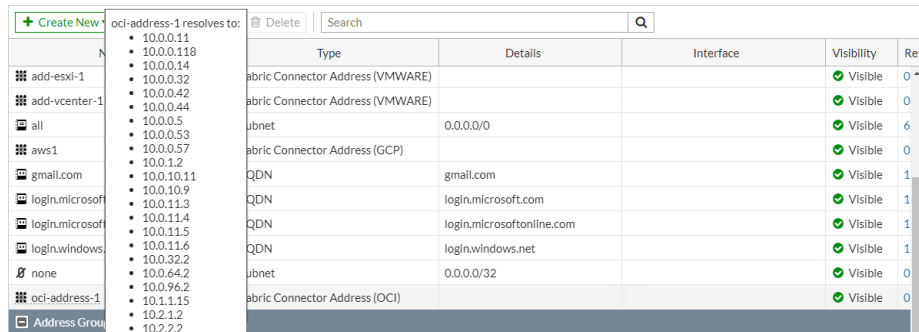 Create New
oci-address-1 resolves to:
Delete
Search
• 10.0.0.11
• 10.0.0.118
• 10.0.0.14
• 10.0.0.32
• 10.0.0.42
• 10.0.0.44
• 10.0.0.5
• 10.0.0.53
• 10.0.0.57
• 10.0.1.2
• 10.0.10.11
• 10.0.10.9
• 10.0.11.3
• 10.0.11.4
• 10.0.11.5
• 10.0.11.6
• 10.0.32.2
• 10.0.64.2
• 10.0.96.2
• 10.1.1.15
• 10.2.1.2
• 10.2.2.2
N Type Details Interface Visibility Re
add-esxi-1 abric Connector Address (VMWARE) Visible 0
add-vcenter-1 abric Connector Address (VMWARE) Visible 0
all ubnet 0.0.0.0/0 Visible 6
aws1 abric Connector Address (GCP) Visible 0
gmail.com QDN gmail.com Visible 1
login.microsoft QDN login.microsoft.com Visible 1
login.microsoft QDN login.microsoftonline.com Visible 1
login.windows. QDN login.windows.net Visible 1
none ubnet 0.0.0.0/32 Visible 0
oci-address-1 abric Connector Address (OCI) Visible 0
Address Grou